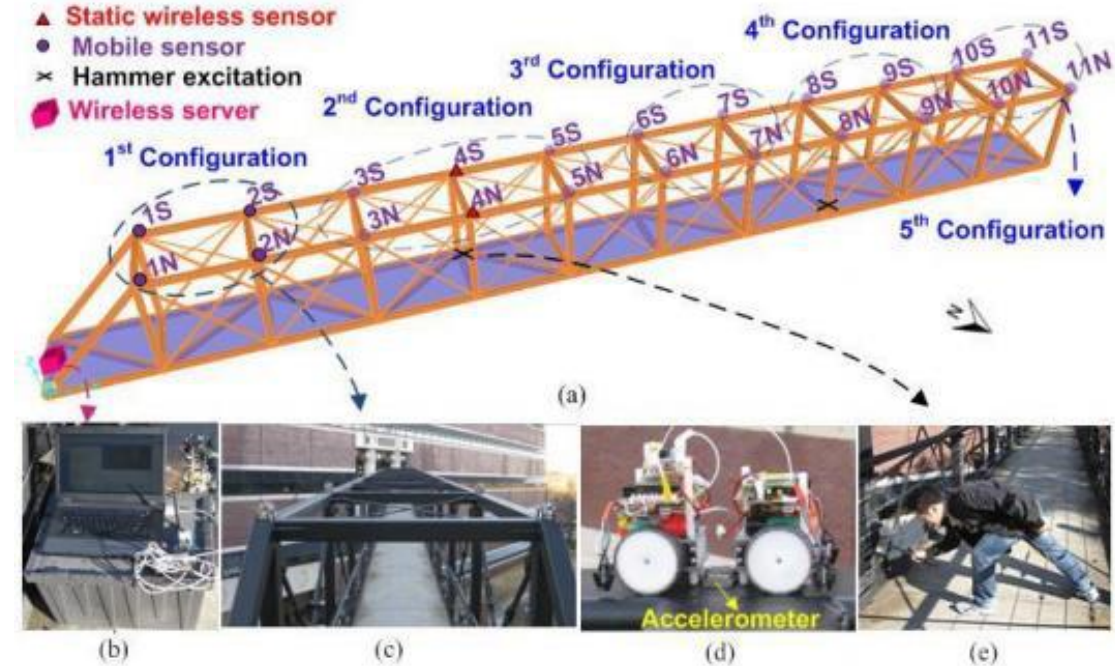 Static wireless sensor
Mobile sensor
Hammer excitation
Wireless server
1st Configuration
2nd Configuration
3rd Configuration
4th Configuration
5th Configuration
1S
2S
3S
4S
5S
6S
7S
8S
9S
10S
11S
1N
2N
3N
4N
5N
6N
7N
8N
9N
10N
11N
N
(a)
Accelerometer
(b)
(c)
(d)
(e)